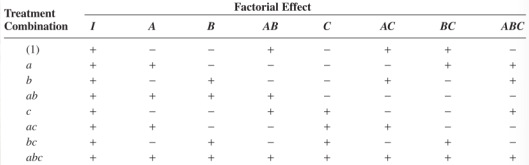 Factorial Effect
Treatment
Combination I A B AB C AC BC ABC
(1) + − − + − + + −
a + + − − − − + +
b + − + − − + − +
ab + + + + − − − −
c + − − + + − − +
ac + + − − + + − −
bc + − + − + − + −
abc + + + + + + + +